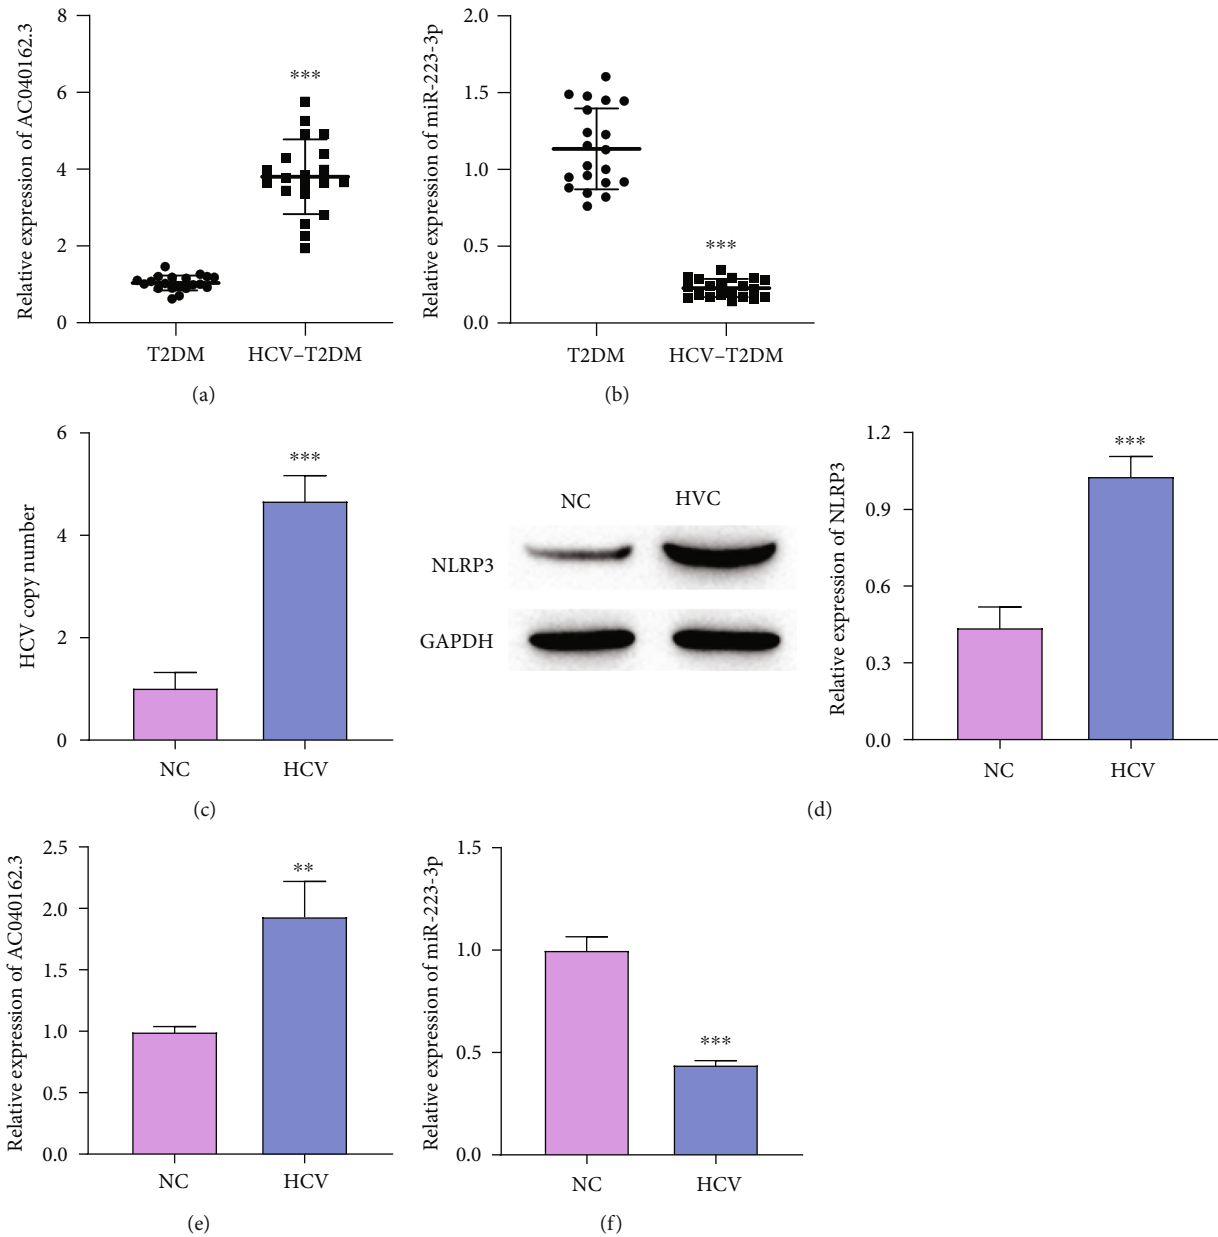 Relative expression of AC040162.3
8
6
4
2
0
***
T2DM
HCV–T2DM
(a)
Relative expression of miR-223-3p
2.0
1.5
1.0
0.5
0.0
***
T2DM
HCV–T2DM
(b)
HCV copy number
6
4
2
0
***
NC
HCV
(c)
NC
HVC
NLRP3
GAPDH
Relative expression of NLRP3
1.2
0.9
0.6
0.3
0.0
***
NC
HCV
(d)
Relative expression of AC040162.3
2.5
2.0
1.5
1.0
0.5
0.0
**
NC
HCV
(e)
Relative expression of miR-223-3p
1.5
1.0
0.5
0.0
***
NC
HCV
(f)